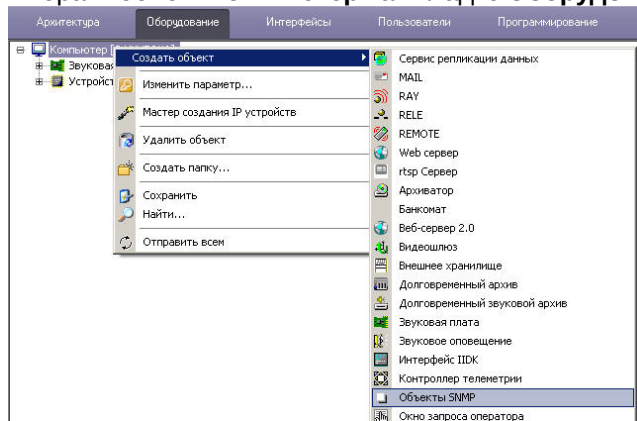 Архитектура Оборудование Интерфейсы Пользователи Программирование
Компьютер
Звуковая
Устройст
Создать объект
Изменить параметр...
Мастер создания IP устройств
Удалить объект
Создать папку...
Сохранить
Найти...
Отправить всем
Сервис репликации данных
MAIL
RAY
RELE
REMOTE
Web сервер
rtsp Сервер
Архиватор
Банкомат
Веб-сервер 2.0
Видеошлюз
Внешнее хранилище
Долговременный архив
Долговременный звуковой архив
Звуковая плата
Звуковое оповещение
Интерфейс IIDK
Контроллер телеметрии
Объекты SNMP
Окно запроса оператора